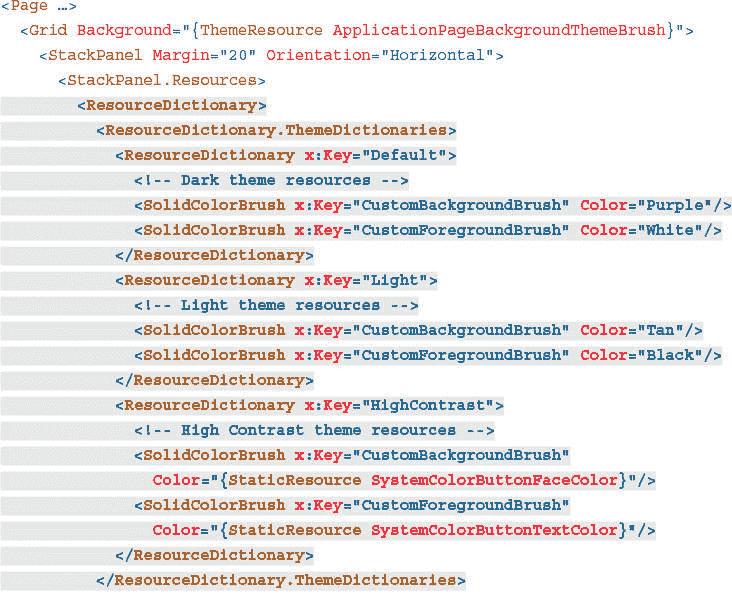 <Page …>
  <Grid Background="{ThemeResource ApplicationPageBackgroundThemeBrush}">
    <StackPanel Margin="20" Orientation="Horizontal">
      <StackPanel.Resources>
        <ResourceDictionary>
          <ResourceDictionary.ThemeDictionaries>
            <ResourceDictionary x:Key="Default">
              <!-- Dark theme resources -->
              <SolidColorBrush x:Key="CustomBackgroundBrush" Color="Purple"/>
              <SolidColorBrush x:Key="CustomForegroundBrush" Color="White"/>
            </ResourceDictionary>
            <ResourceDictionary x:Key="Light">
              <!-- Light theme resources -->
              <SolidColorBrush x:Key="CustomBackgroundBrush" Color="Tan"/>
              <SolidColorBrush x:Key="CustomForegroundBrush" Color="Black"/>
            </ResourceDictionary>
            <ResourceDictionary x:Key="HighContrast">
              <!-- High Contrast theme resources -->
              <SolidColorBrush x:Key="CustomBackgroundBrush"
                Color="{StaticResource SystemColorButtonFaceColor}"/>
              <SolidColorBrush x:Key="CustomForegroundBrush"
                Color="{StaticResource SystemColorButtonTextColor}"/>
            </ResourceDictionary>
          </ResourceDictionary.ThemeDictionaries>